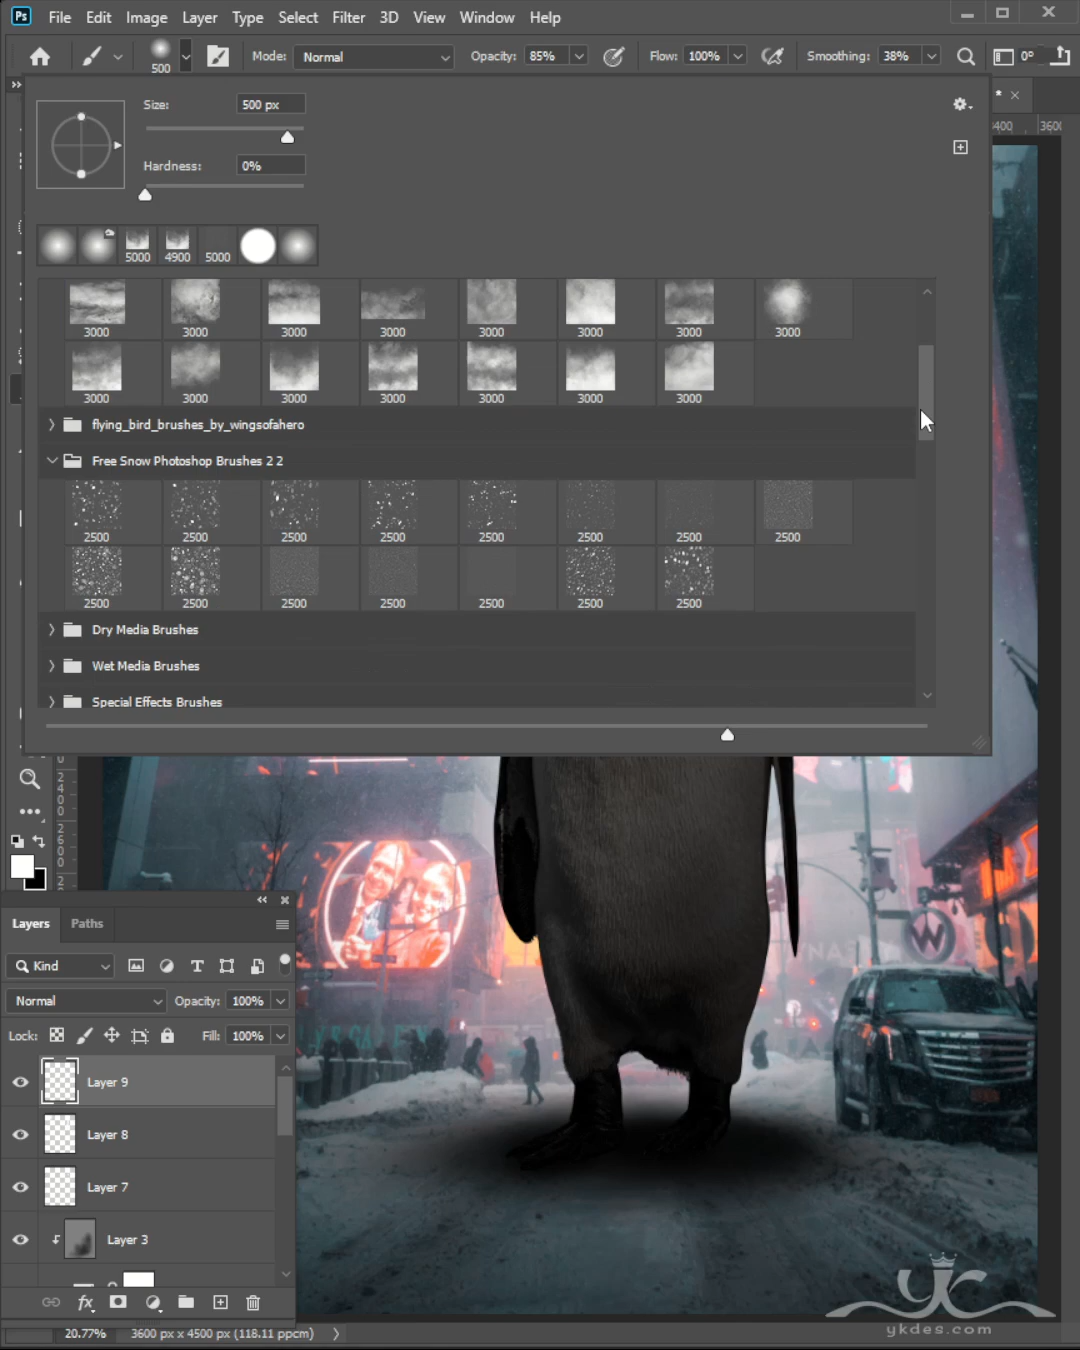 Ps File Edit Image Layer Type Select Filter 3D View Window Help
500 Mode: Normal Opacity: 85% Flow: 100% Smoothing: 38% 0°
Size: 500 px
* ×
3600
Hardness: 0%
5000 4900 5000
3000 3000 3000 3000 3000 3000 3000 3000
3000 3000 3000 3000 3000 3000 3000
flying_bird_brushes_by_wingsofahero
Free Snow Photoshop Brushes 2 2
2500 2500 2500 2500 2500 2500 2500 2500
2500 2500 2500 2500 2500 2500 2500
Dry Media Brushes
Wet Media Brushes
Special Effects Brushes
W
Layers Paths
Kind
Normal Opacity: 100%
Lock: Fill: 100%
Layer 9
Layer 8
Layer 7
Layer 3
fx
20.77% 3600 px x 4500 px (118.11 ppcm)
yc
ykdes.com